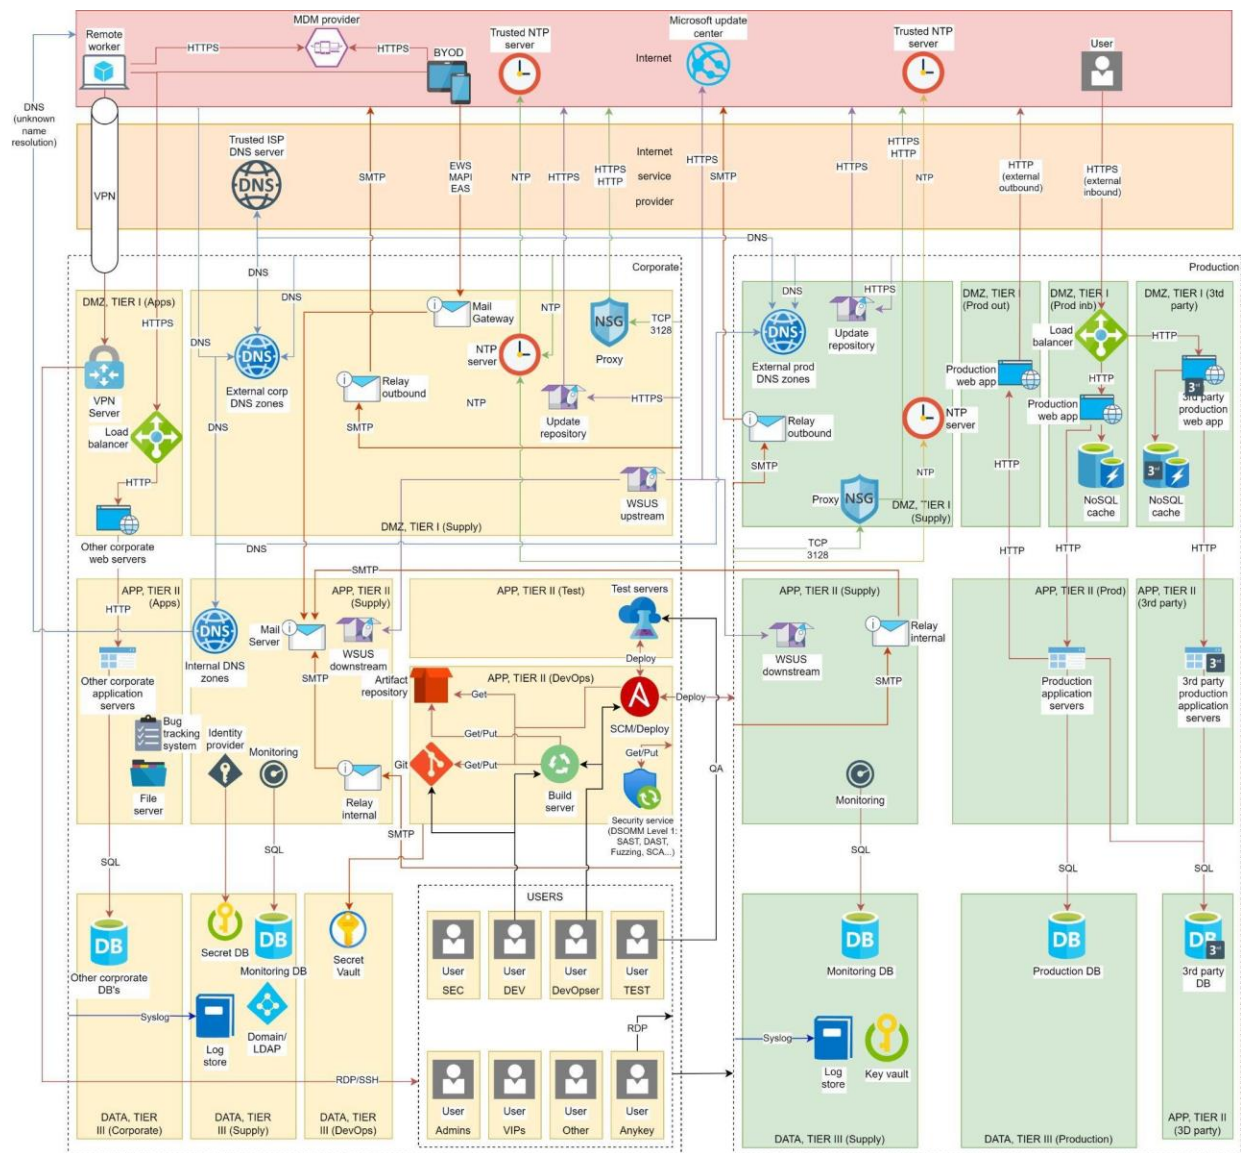 Remote
worker
MDM provider
HTTPS
HTTPS
BYOD
Trusted NTP
server
Microsoft update
center
Internet
Trusted NTP
server
User
DNS
(unknown
name
resolution)
VPN
Trusted ISP
DNS server
DNS
SMTP
EWS
MAPI
EAS
NTP
HTTPS
HTTPS
HTTP
Internet
service
provider
HTTPS
SMTP
HTTPS
HTTPS
HTTP
NTP
HTTP
(external
outbound)
HTTPS
(external
inbound)
DNS
Corporate
Production
DNS
DNS
DMZ, TIER I (Apps)
HTTPS
DNS
VPN
Server
Load
balancer
HTTP
Other corporate
web servers
DNS
External corp
DNS zones
DNS
Mail
Gateway
NTP
server
NTP
NTP
NSG
Proxy
TCP
3128
Relay
outbound
SMTP
Update
repository
HTTPS
WSUS
upstream
DMZ, TIER I (Supply)
DNS
DNS
DNS
External prod
DNS zones
Update
repository
HTTPS
Relay
outbound
SMTP
NTP
server
NTP
Proxy
NSG
DMZ, TIER I
(Supply)
TCP
3128
DNS
DMZ, TIER I
(Prod out)
Production
web app
HTTP
HTTP
DMZ, TIER I
(Prod inb)
Load
balancer
HTTP
HTTP
Production
web app
NoSQL
cache
HTTP
DMZ, TIER I (3td
party)
3rd
3rd party
production
web app
3rd
NoSQL
cache
HTTP
APP, TIER II
(Apps)
HTTP
Other corporate
application
servers
Bug
tracking
system
File
server
SQL
APP, TIER II
(Supply)
DNS
Internal DNS
zones
Mail
Server
SMTP
WSUS
downstream
SMTP
Identity
provider
Monitoring
Relay
internal
SMTP
SQL
APP, TIER II (Test)
Test servers
Deploy
APP, TIER II (DevOps)
Artifact
repository
Get
SCM/Deploy
Deploy
Get/Put
Git
Get/Put
Build
server
Get/Put
Security service
(DSOMM Level 1:
SAST, DAST,
Fuzzing, SCA...)
QA
APP, TIER II (Supply)
WSUS
downstream
Relay
internal
SMTP
Monitoring
SQL
APP, TIER II (Prod)
Production
application
servers
SQL
APP, TIER II
(3rd party)
3rd
3rd party
production
application
servers
SQL
DB
Other corporate
DB's
Syslog
DATA, TIER
III (Corporate)
Secret DB
DB
Monitoring DB
Log
store
Domain/
LDAP
RDP/SSH
DATA, TIER
III (Supply)
Secret
Vault
DATA, TIER
III (DevOps)
USERS
User
SEC
User
DEV
User
DevOpser
User
TEST
RDP
User
Admins
User
VIPs
User
Other
User
Anykey
DB
Monitoring DB
Syslog
Log
store
Key vault
DATA, TIER III (Supply)
DB
Production DB
DATA, TIER III (Production)
DB
3rd
3rd party
DB
APP, TIER II
(3D party)